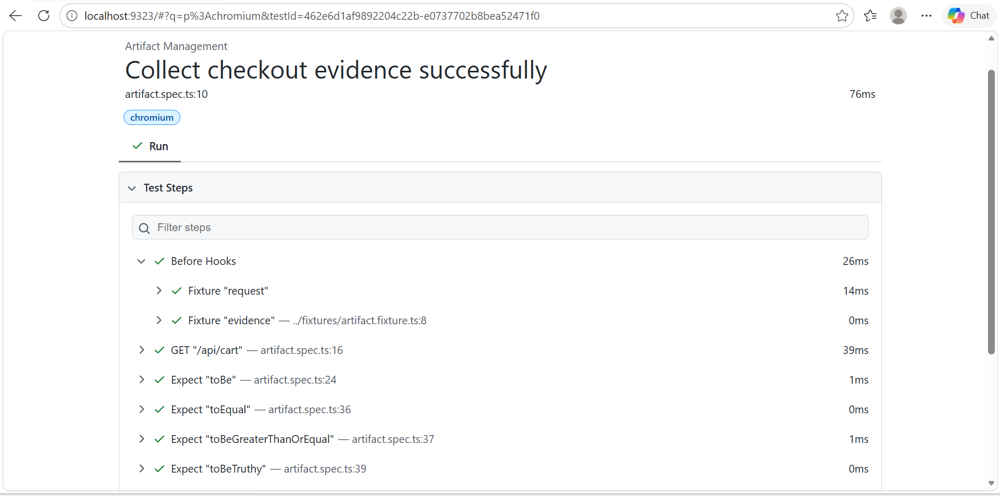 localhost:9323/#?q=p%3Achromium&testId=462e6d1af9892204c22b-e0737702b8bea52471f0
Chat
Artifact Management
Collect checkout evidence successfully
artifact.spec.ts:10 76ms
chromium
Run
Test Steps
Filter steps
Before Hooks 26ms
Fixture "request" 14ms
Fixture "evidence" — ../fixtures/artifact.fixture.ts:8 0ms
GET "/api/cart" — artifact.spec.ts:16 39ms
Expect "toBe" — artifact.spec.ts:24 1ms
Expect "toEqual" — artifact.spec.ts:36 0ms
Expect "toBeGreaterThanOrEqual" — artifact.spec.ts:37 1ms
Expect "toBeTruthy" — artifact.spec.ts:39 0ms